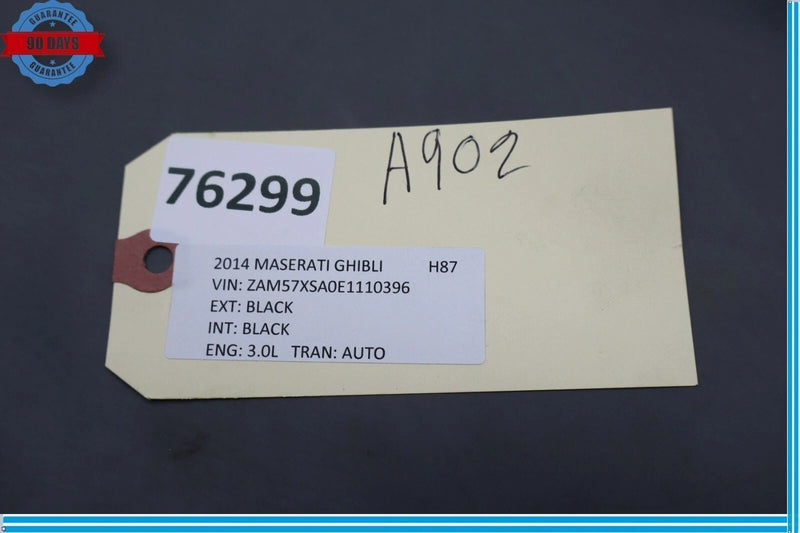 GUARANTEE
90 DAYS
GUARANTEE
A902
76299
2014 MASERATI GHIBLI H87
VIN: ZAM57XSA0E1110396
EXT: BLACK
INT: BLACK
ENG: 3.0L TRAN: AUTO